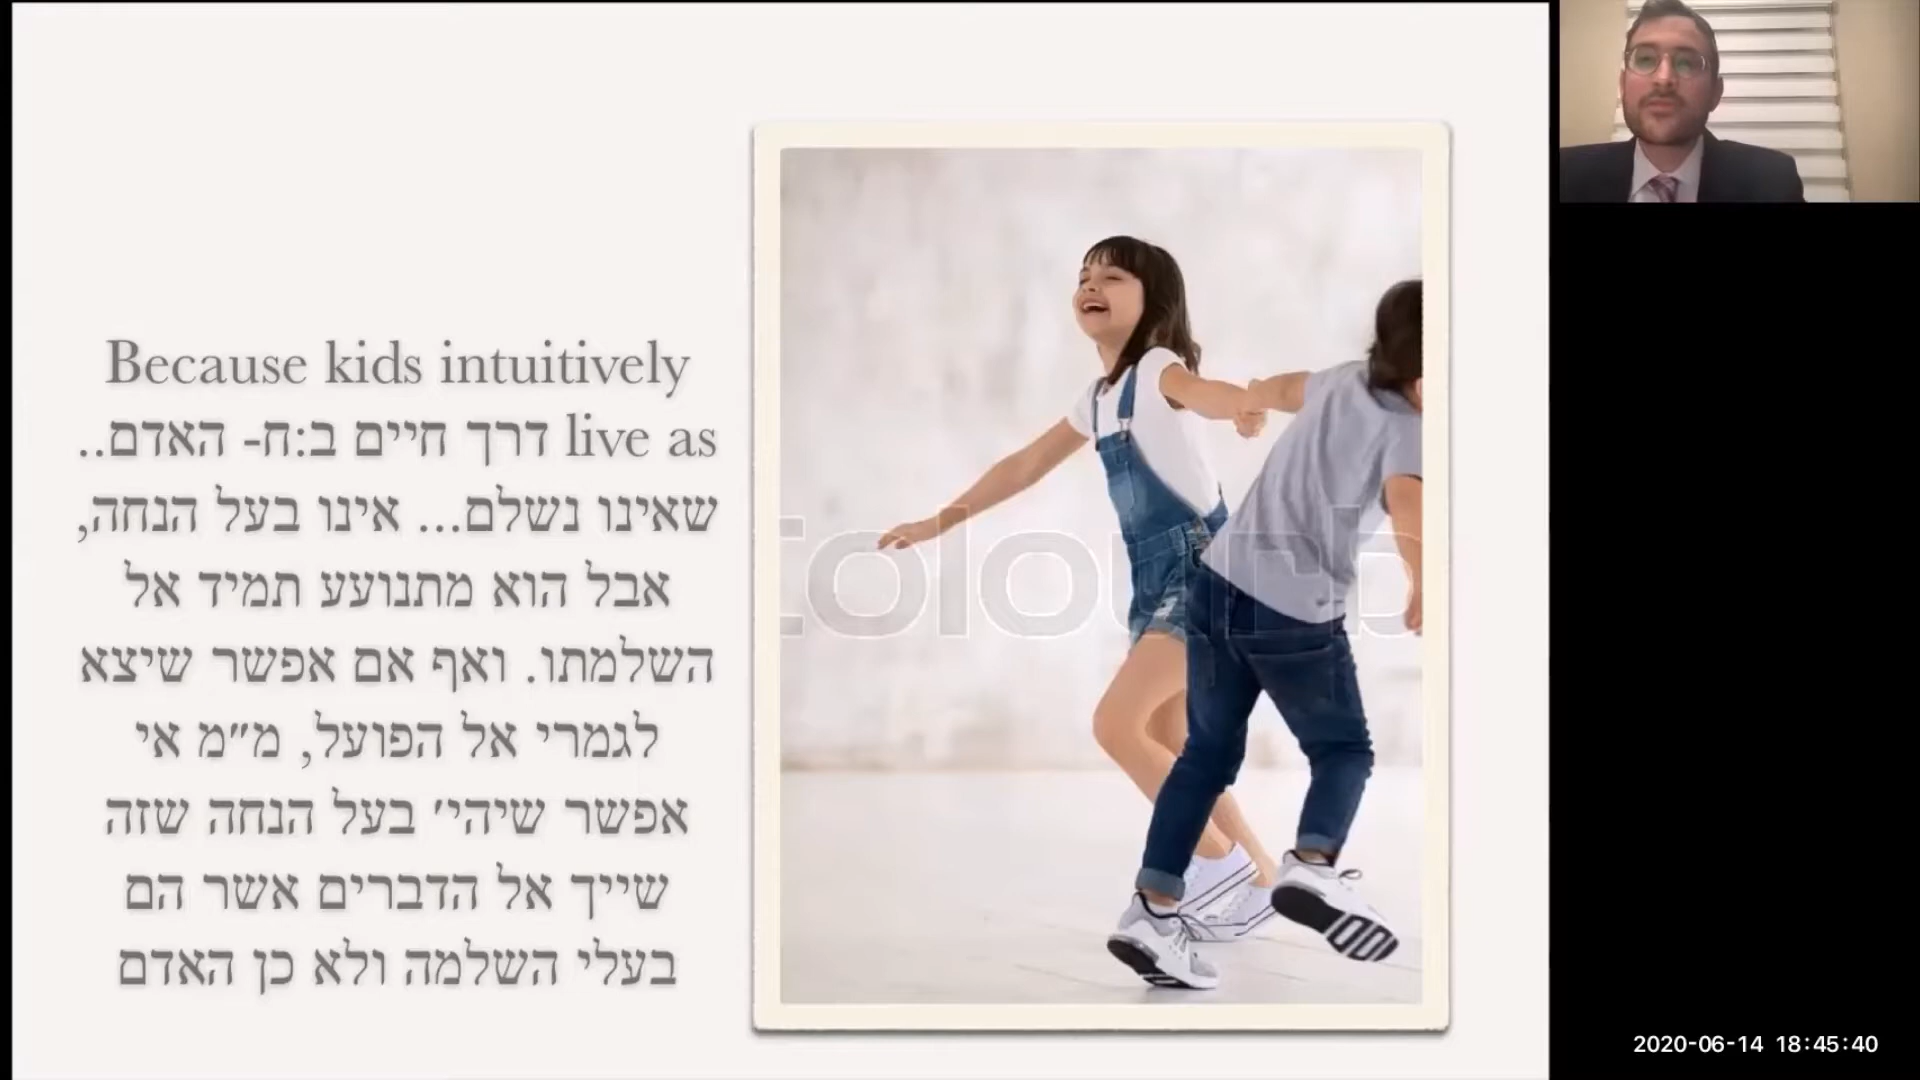 Because kids intuitively
live as דרך חיים ב:ח- האדם..
שאינו נשלם... אינו בעל הנחה,
אבל הוא מתנועע תמיד אל
השלמתו. ואף אם אפשר שיצא
לגמרי אל הפועל, מ״מ אי
אפשר שיהי׳ בעל הנחה שזה
שייך אל הדברים אשר הם
בעלי השלמה ולא כן האדם
colourb
2020-06-14 18:45:40